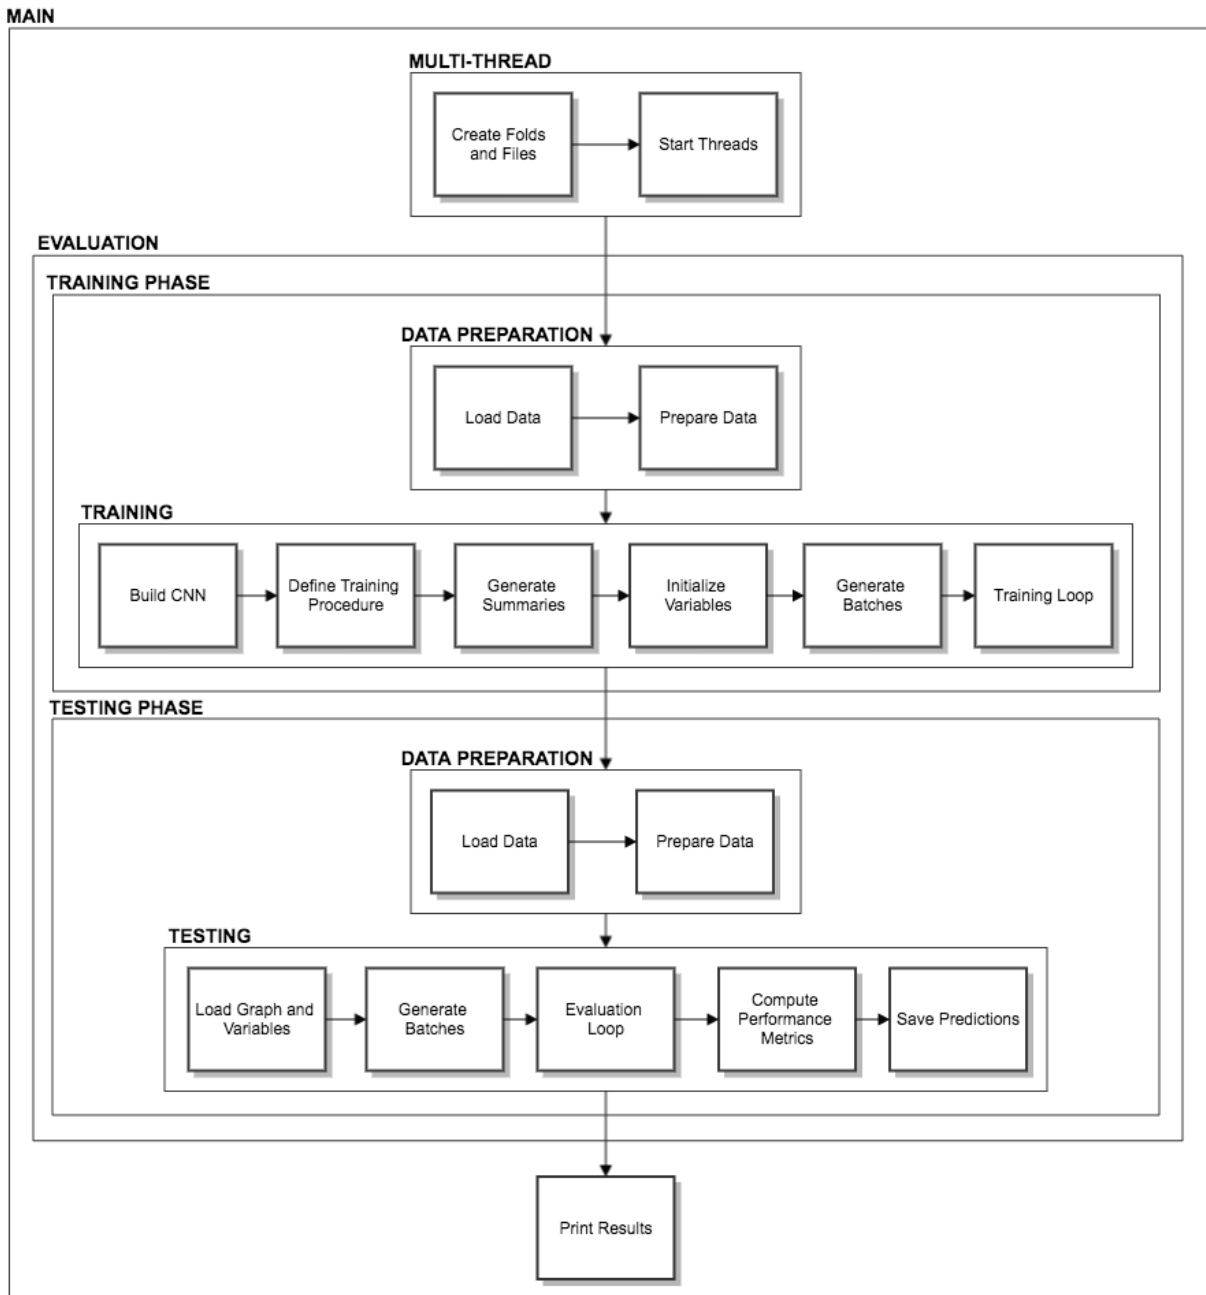 MAIN
MULTI-THREAD
Create Folds
and Files
Start Threads
EVALUATION
TRAINING PHASE
DATA PREPARATION
Load Data
Prepare Data
TRAINING
Build CNN
Define Training
Procedure
Generate
Summaries
Initialize
Variables
Generate
Batches
Training Loop
TESTING PHASE
DATA PREPARATION
Load Data
Prepare Data
TESTING
Load Graph and
Variables
Generate
Batches
Evaluation
Loop
Compute
Performance
Metrics
Save Predictions
Print Results